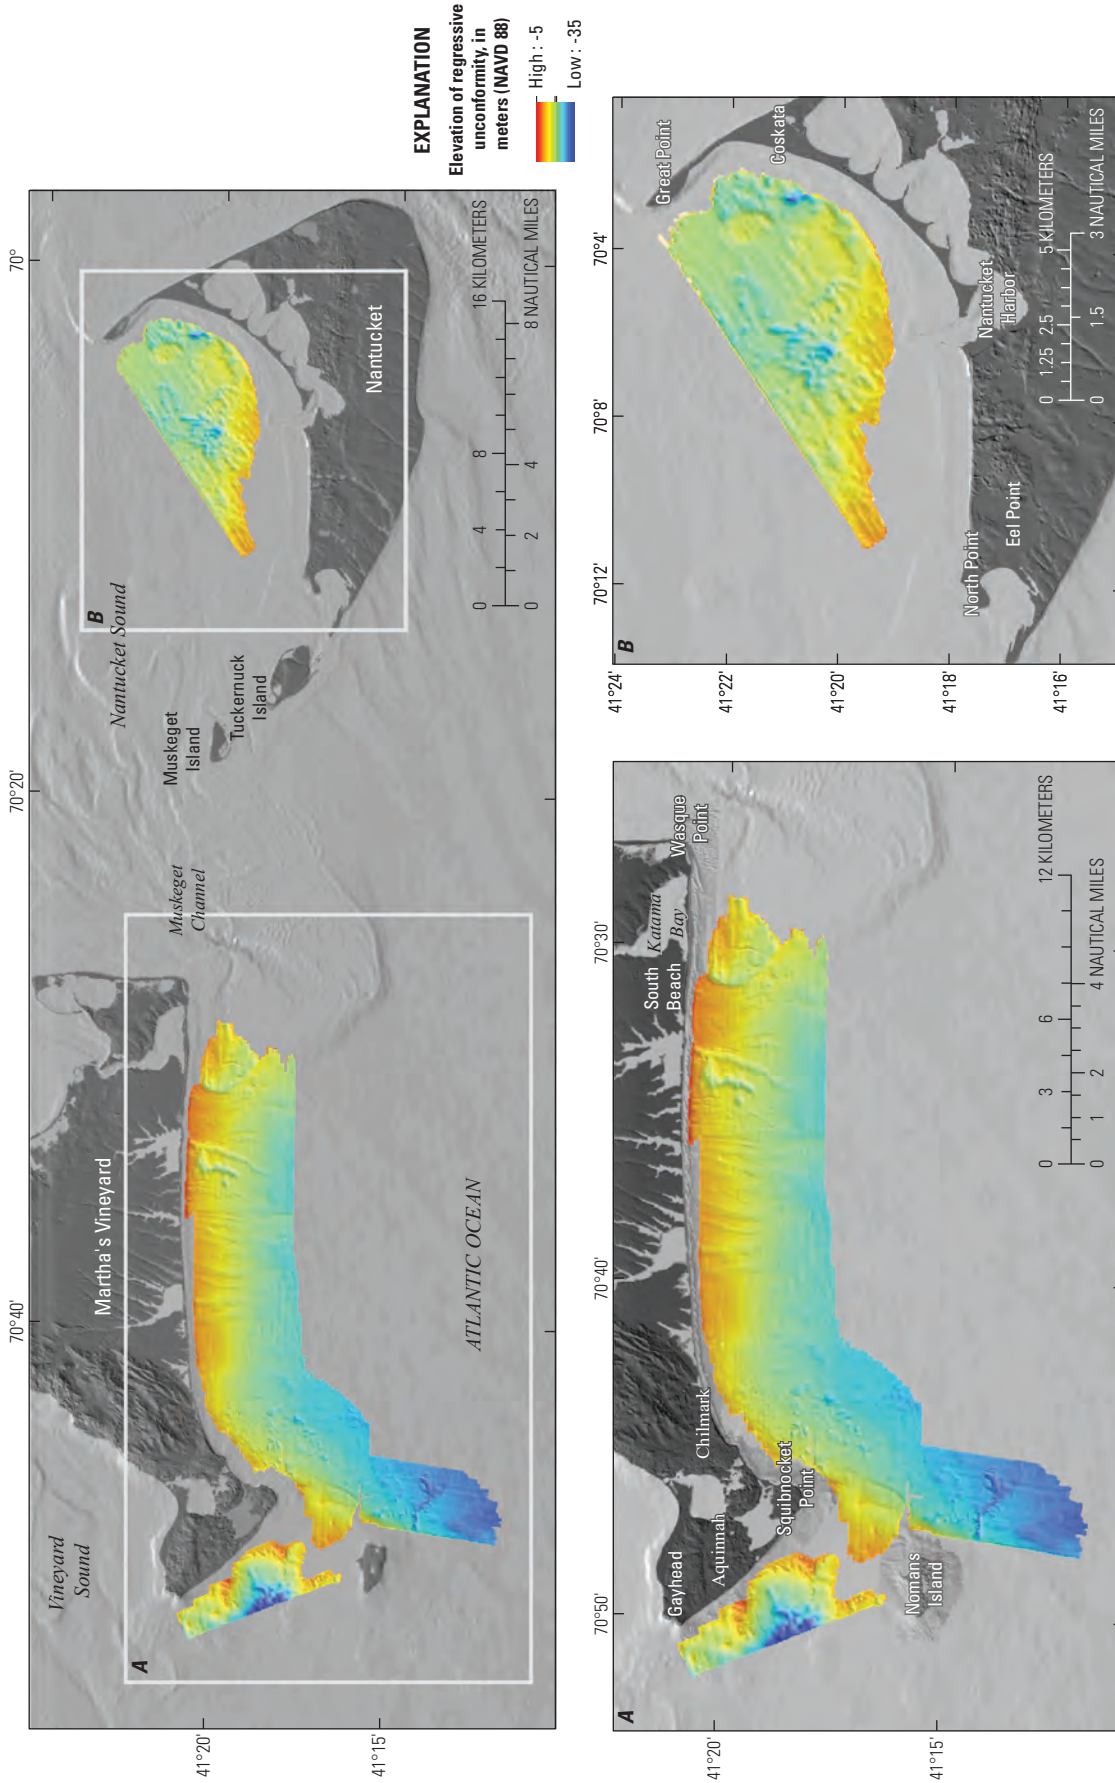 70°50'
70°40'
70°20'
70°
41°20'
41°15'
Vineyard
Sound
Martha's Vineyard
Muskeget
Channel
Muskeget
Island
Tuckernuck
Island
Nantucket Sound
Nantucket
ATLANTIC OCEAN
A
B
0 4 8 16 KILOMETERS
0 2 4 8 NAUTICAL MILES
EXPLANATION
Elevation of regressive
unconformity, in
meters (NAVD 88)
High : -5
Low : -35
A
70°50'
70°40'
70°30'
41°20'
41°15'
Gayhead
Aquinnah
Chilmark
Squibnocket
Point
Nomans
Island
South
Beach
Katama
Bay
Wasque
Point
0 3 6 12 KILOMETERS
0 1 2 4 NAUTICAL MILES
B
70°12'
70°8'
70°4'
41°24'
41°22'
41°20'
41°18'
41°16'
Great Point
Coskata
Nantucket
Harbor
North Point
Eel Point
0 1.25 2.5 5 KILOMETERS
0 1.5 3 NAUTICAL MILES